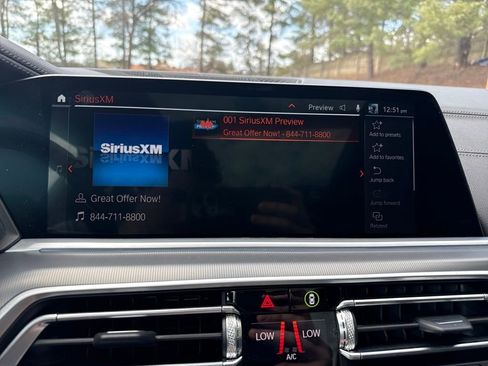 SiriusXM
Preview
12:51 pm
SiriusXM
Great Offer Now!
844-711-8800
001 SiriusXM Preview
Great Offer Now! - 844-711-8800
Add to presets
Add to favorites
Jump back
Jump forward
LOW
LOW
A/C